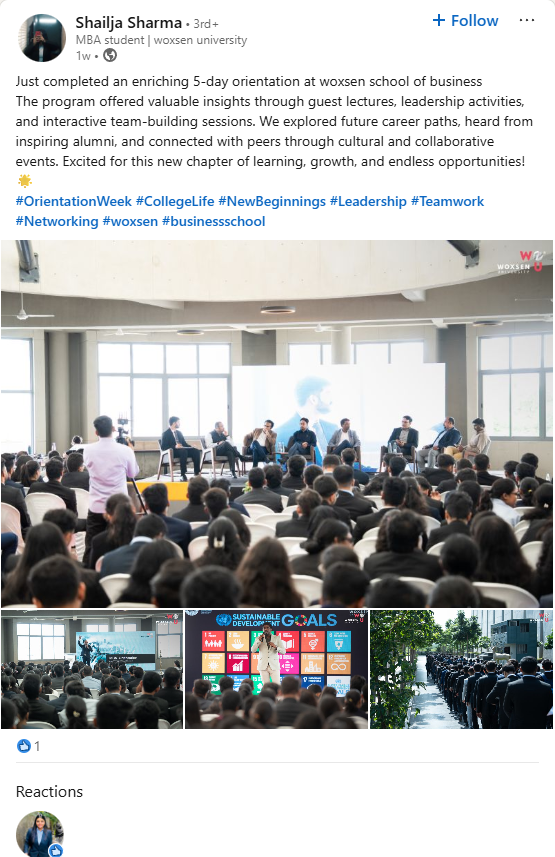 Shailja Sharma • 3rd+
+ Follow
MBA student | woxsen university
1w •
Just completed an enriching 5-day orientation at woxsen school of business
The program offered valuable insights through guest lectures, leadership activities,
and interactive team-building sessions. We explored future career paths, heard from
inspiring alumni, and connected with peers through cultural and collaborative
events. Excited for this new chapter of learning, growth, and endless opportunities!
#OrientationWeek #CollegeLife #NewBeginnings #Leadership #Teamwork
#Networking #woxsen #businessschool
WOXSEN
UNIVERSITY
SUSTAINABLE
DEVELOPMENT GOALS
1
Reactions